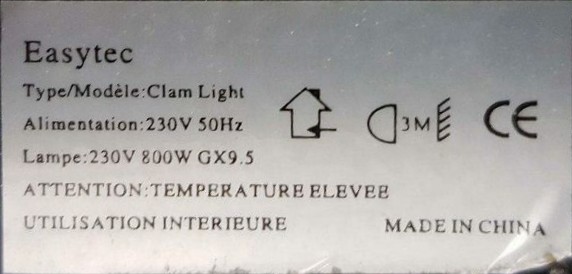 Easytec
Type/Modèle:Clam Light
Alimentation:230V 50Hz
Lampe:230V 800W GX9.5
3M
CE
ATTENTION:TEMPERATURE ELEVEE
UTILISATION INTERIEURE
MADE IN CHINA